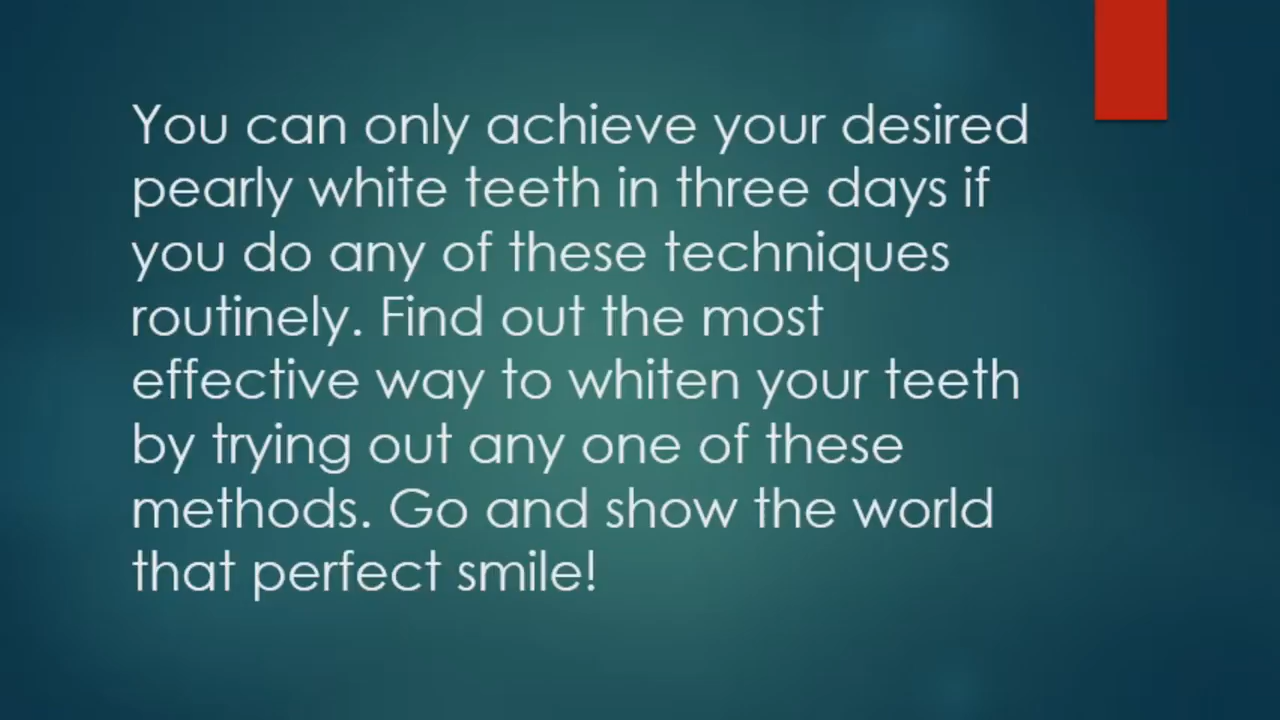 You can only achieve your desired
pearly white teeth in three days if
you do any of these techniques
routinely. Find out the most
effective way to whiten your teeth
by trying out any one of these
methods. Go and show the world
that perfect smile!